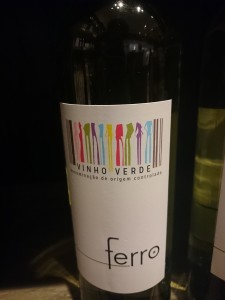 VINHO VERDE
denominação de origem controlada
ferro